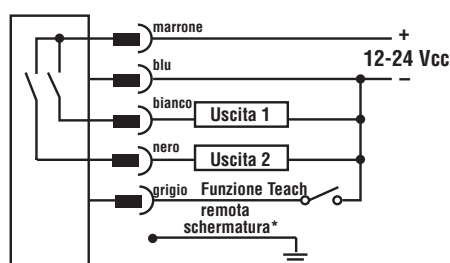 marrone
+
12-24 Vcc
blu
–
bianco
Uscita 1
nero
Uscita 2
grigio Funzione Teach
remota
schermatura*